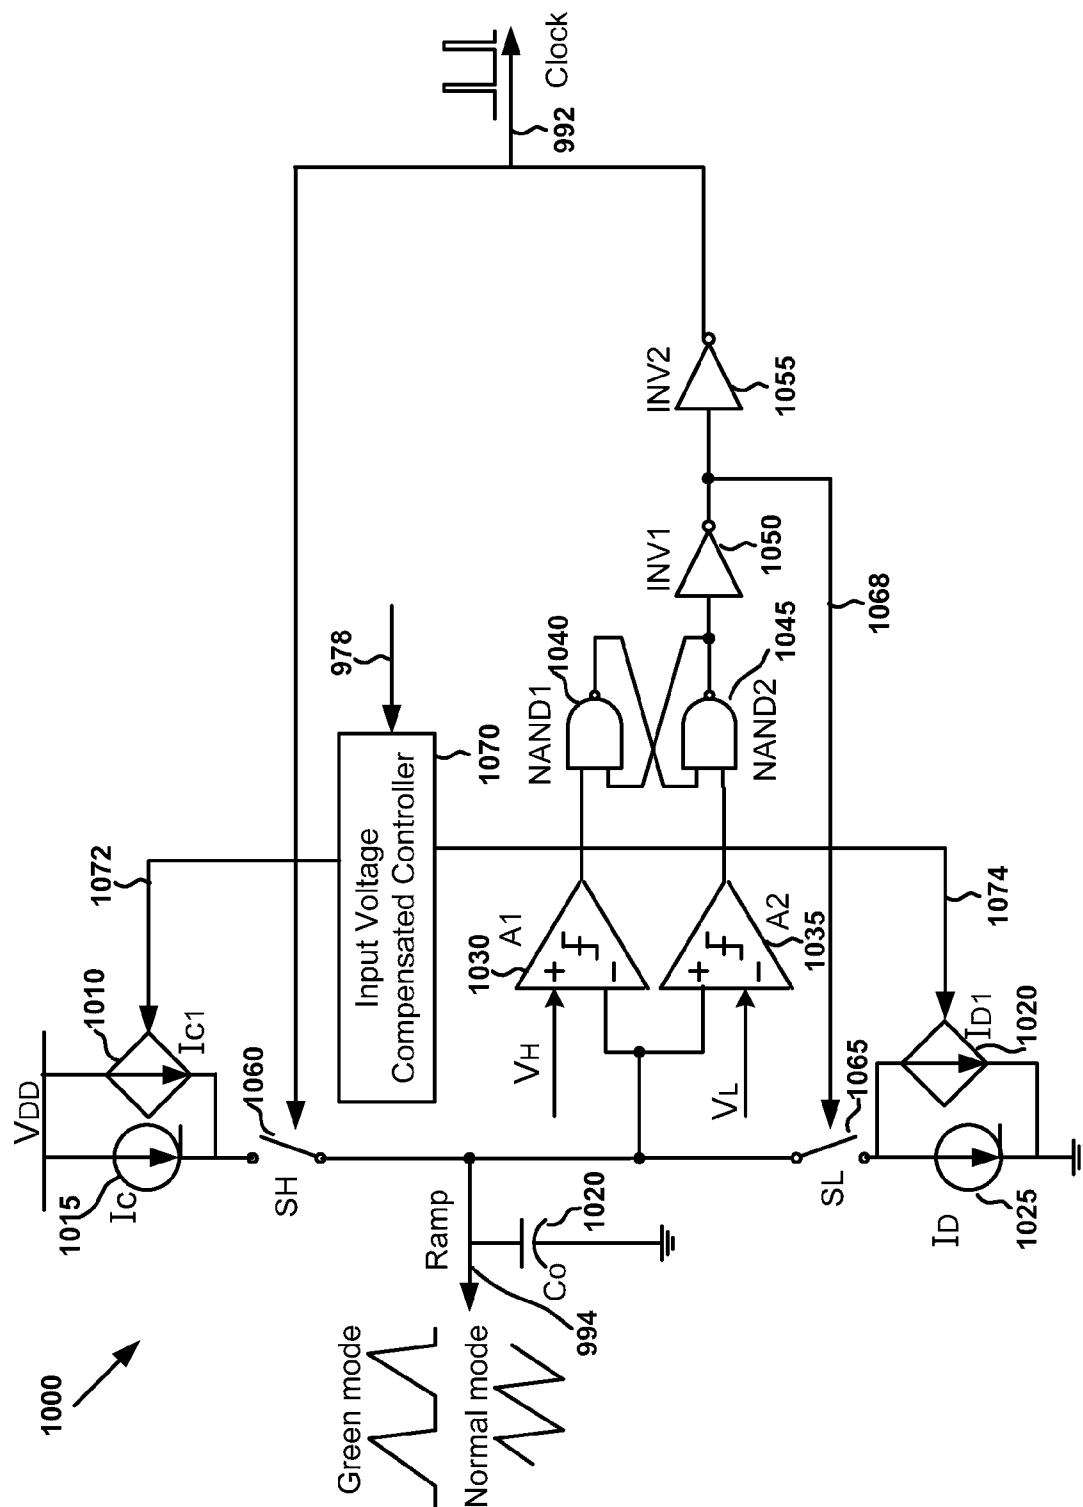 1000
VDD
1015
IC
1010
IC1
1072
1060
SH
Input Voltage
Compensated Controller
1070
978
Clock
992
Green mode
Normal mode
Ramp
994
Co
1020
VH
1030
A1
VL
A2
1035
NAND1
1040
NAND2
1045
INV1
1050
INV2
1055
1068
1074
SL
1065
ID
1025
ID1
1020